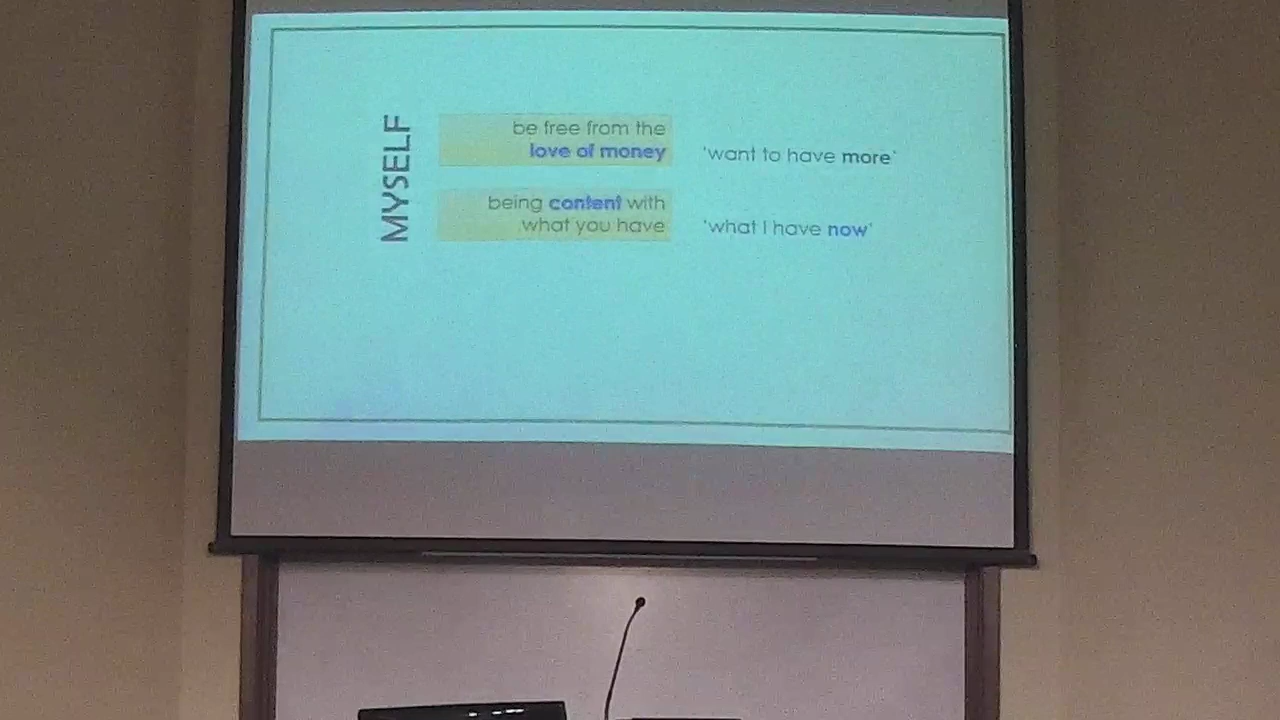 MYSELF
be free from the
love of money
'want to have more'
being content with
what you have
'what I have now'